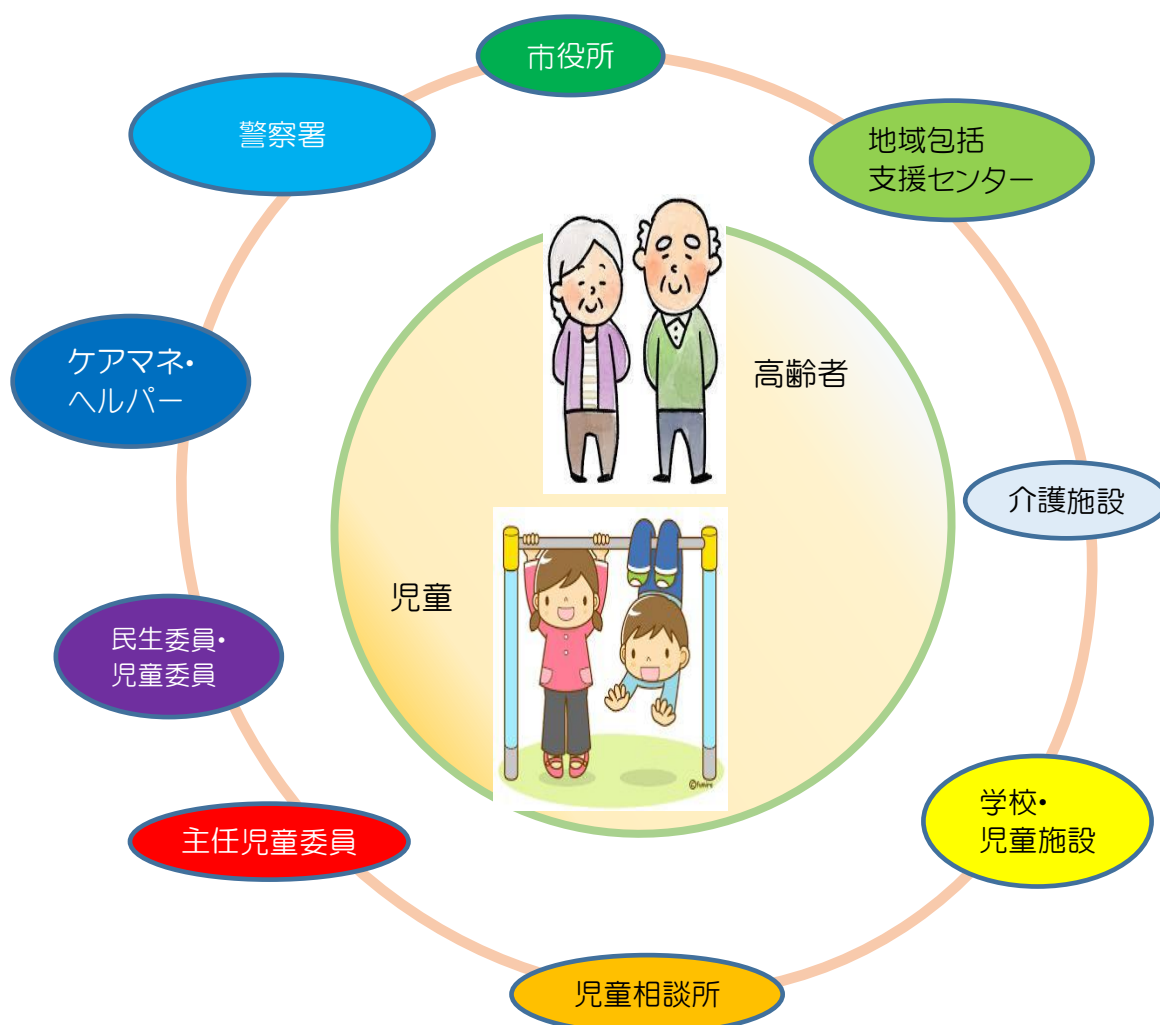 市役所
警察署
地域包括
支援センター
ケアマネ・
ヘルパー
高齢者
介護施設
児童
民生委員・
児童委員
学校・
児童施設
主任児童委員
児童相談所
©fumira